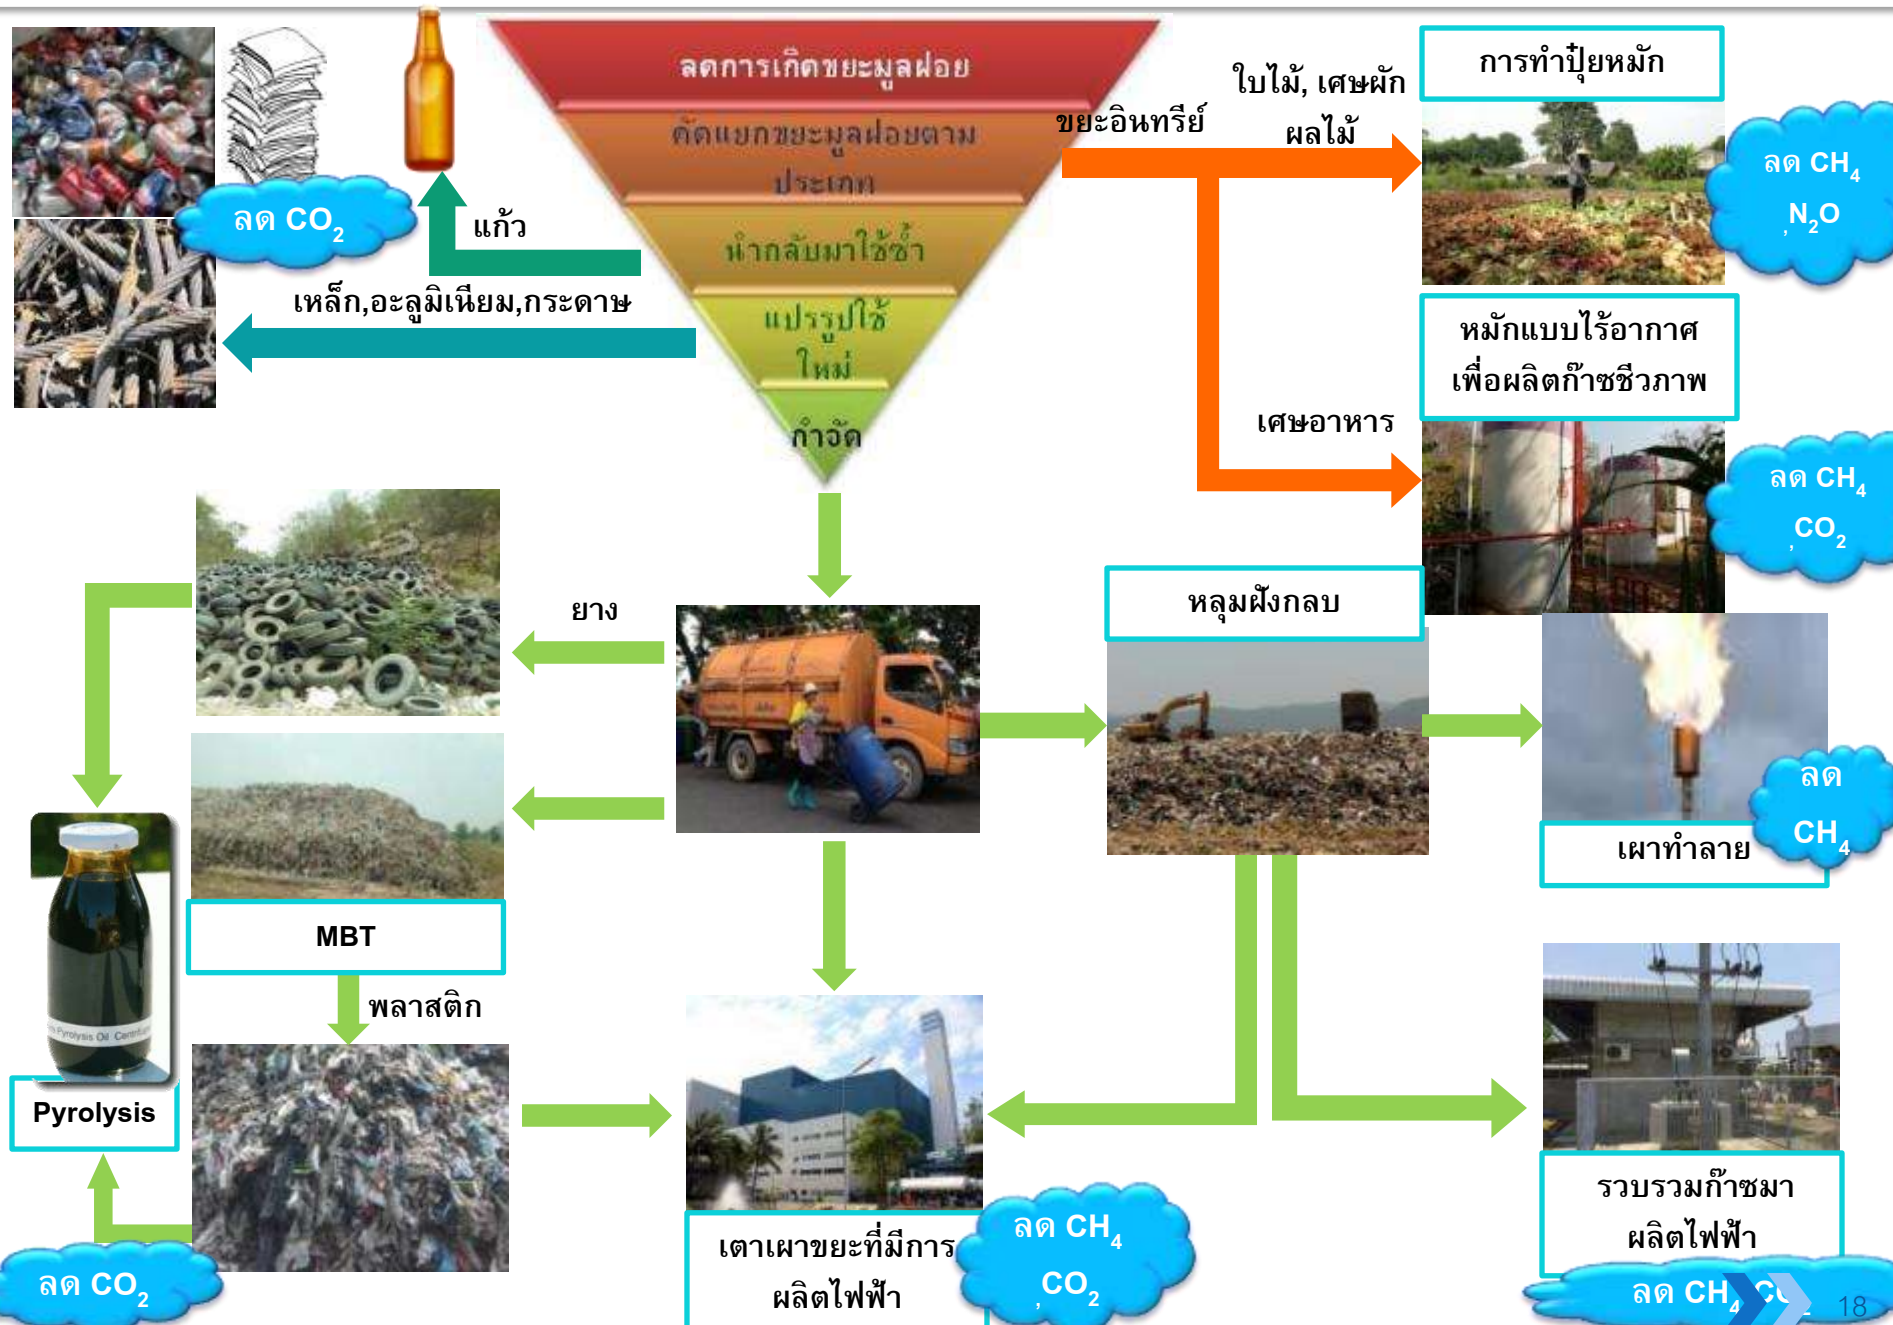 ลดการเกิดขยะมูลฝอย
คัดแยกขยะมูลฝอยตาม
ประเภท
นำกลับมาใช้ซ้ำ
แปรรูปใช้
ใหม่
กำจัด
ลด CO₂
แก้ว
เหล็ก,อะลูมิเนียม,กระดาษ
ขยะอินทรีย์
ใบไม้, เศษผัก
ผลไม้
การทำปุ๋ยหมัก
ลด CH₄
,N₂O
หมักแบบไร้อากาศ
เพื่อผลิตก๊าซชีวภาพ
เศษอาหาร
ลด CH₄
,CO₂
ยาง
หลุมฝังกลบ
เผาทำลาย
ลด
CH₄
MBT
พลาสติก
Pyrolysis Oil
Pyrolysis
ลด CO₂
เตาเผาขยะที่มีการ
ผลิตไฟฟ้า
ลด CH₄
,CO₂
รวบรวมก๊าซมา
ผลิตไฟฟ้า
ลด CH₄ CO₂
18